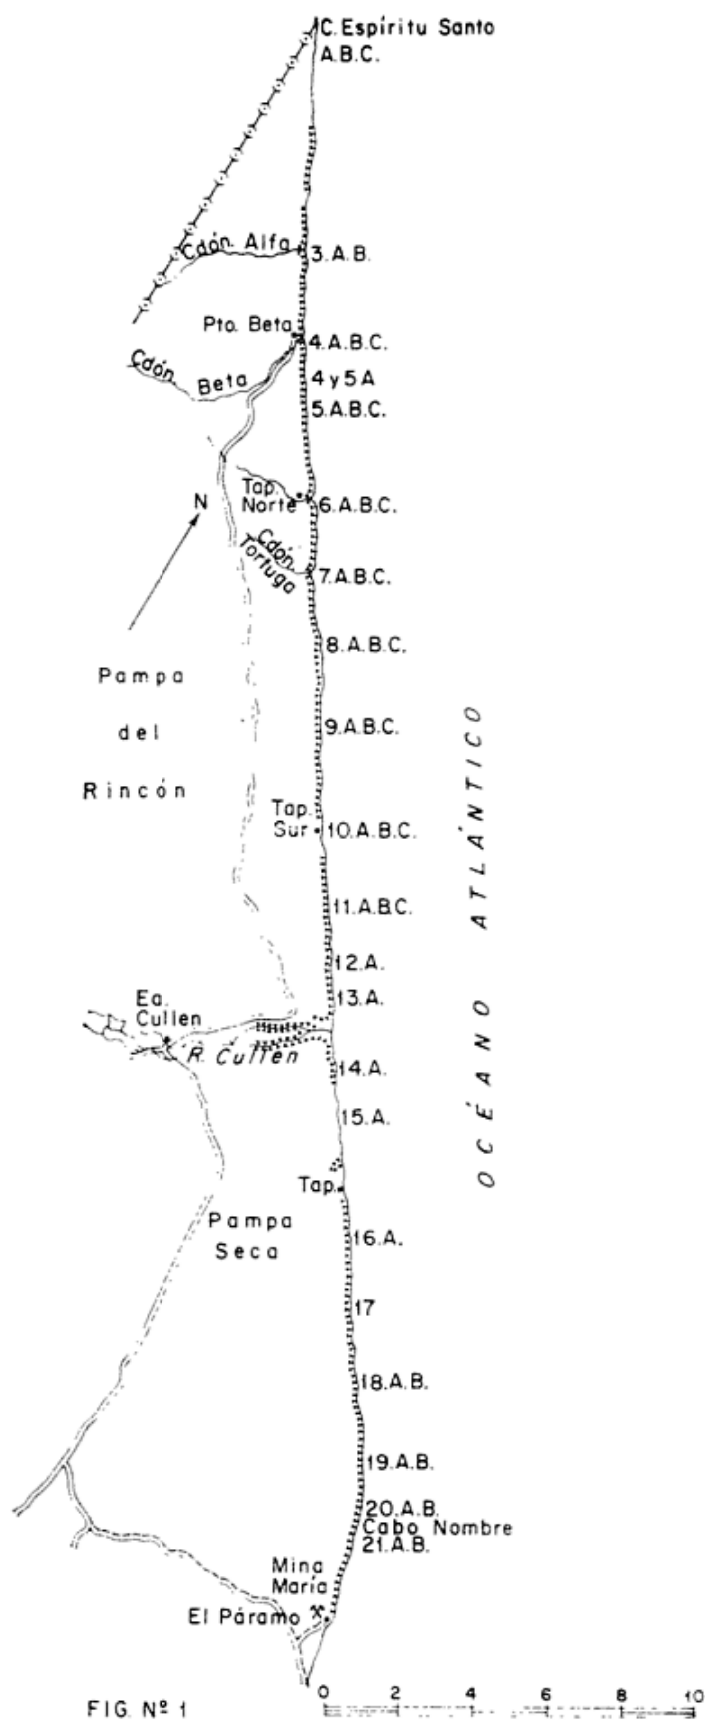 C. Espíritu Santo
A.B.C.
Cdón. Alfa
3.A.B.
Pto. Beta
4.A.B.C.
Cdón. Beta
4 y 5 A
5.A.B.C.
Tap.
Norte
6.A.B.C.
N
Cdón.
Tortuga
7.A.B.C.
8.A.B.C.
Pampa
del
Rincón
9.A.B.C.
Tap.
Sur
10.A.B.C.
OCÉANO ATLÁNTICO
11.A.B.C.
12.A.
13.A.
Ea.
Cullen
R. Cullen
14.A.
15.A.
Tap.
Pampa
Seca
16.A.
17
18.A.B.
19.A.B.
20.A.B.
Cabo Nombre
21.A.B.
Mina
María
El Páramo
FIG. Nº 1
0 2 4 6 8 10